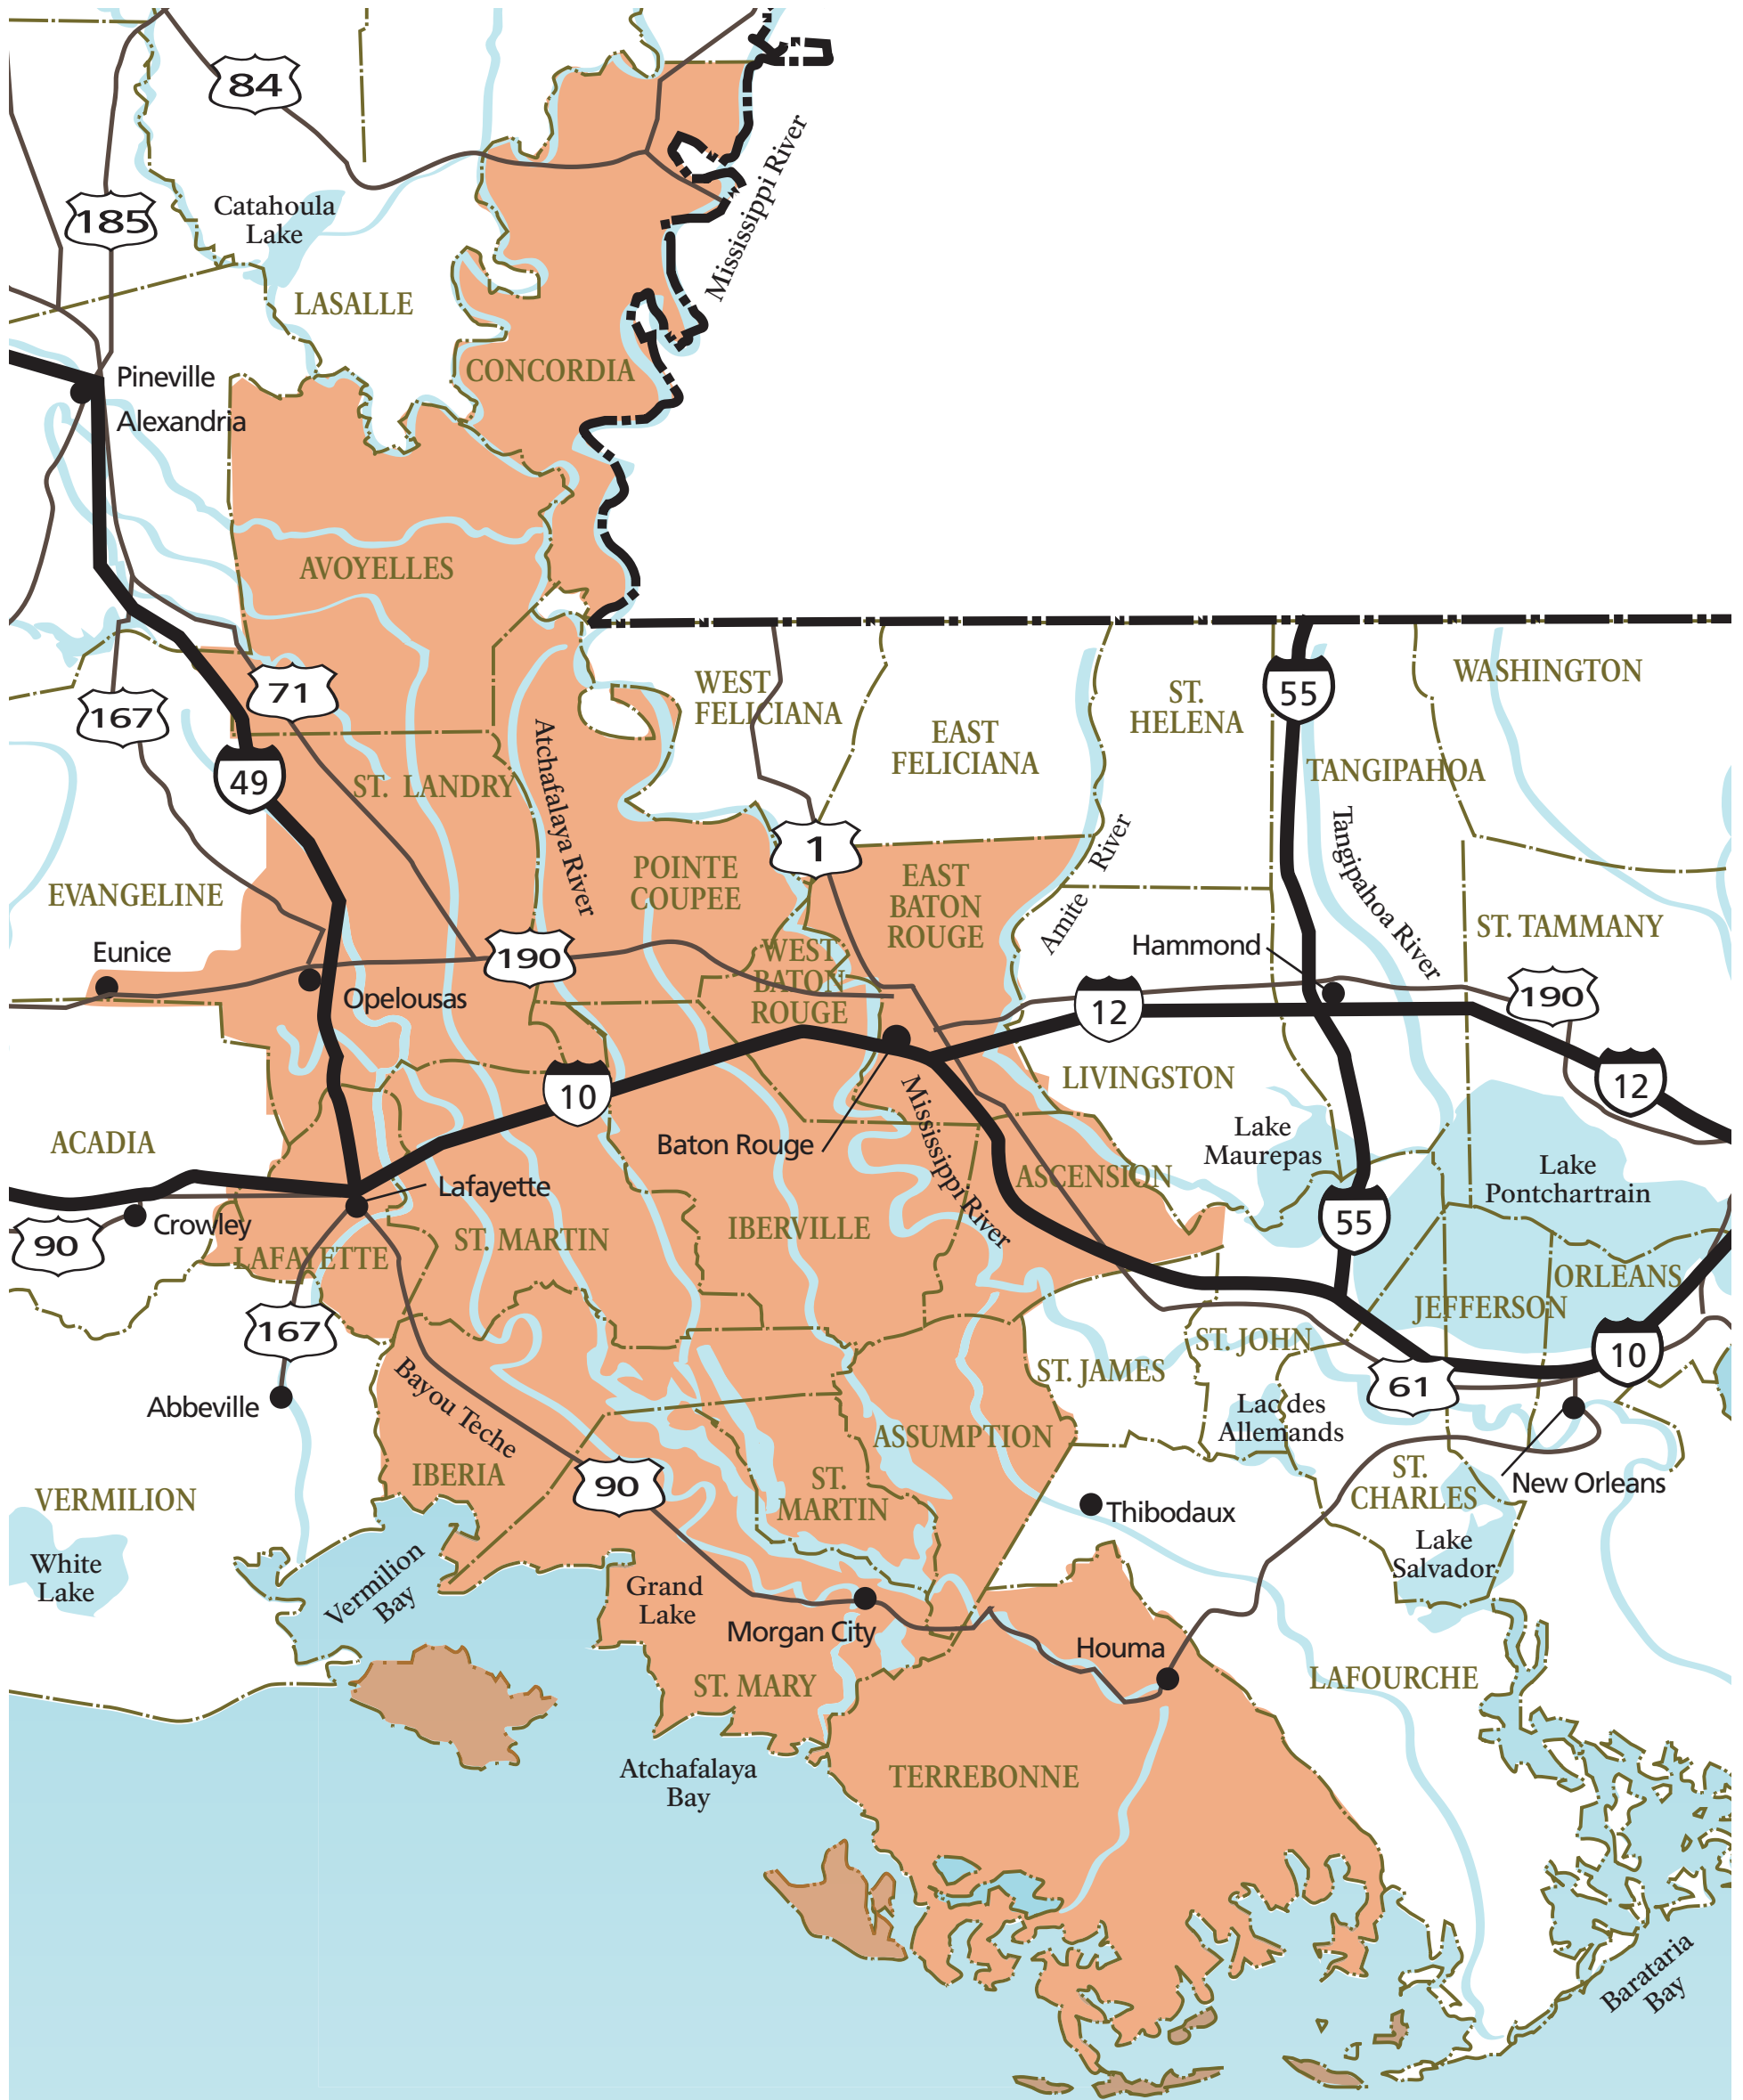 84
Mississippi River
185
Catahoula
Lake
LASALLE
CONCORDIA
Pineville
Alexandria
AVOYELLES
71
167
WEST
FELICIANA
EAST
FELICIANA
ST.
HELENA
55
WASHINGTON
49
ST. LANDRY
Atchafalaya River
TANGIPAHOA
1
Amite River
Tangipahoa River
POINTE
COUPEE
EAST
BATON
ROUGE
EVANGELINE
Eunice
190
WEST
BATON
ROUGE
Hammond
ST. TAMMANY
Opelousas
190
12
10
LIVINGSTON
12
ACADIA
Baton Rouge
Mississippi River
Lake
Maurepas
Lake
Pontchartrain
Lafayette
ASCENSION
90
Crowley
LAFAYETTE
ST. MARTIN
IBERVILLE
55
ORLEANS
JEFFERSON
167
ST. JOHN
10
Abbeville
Bayou Teche
ST. JAMES
61
Lac des
Allemands
ASSUMPTION
IBERIA
90
ST.
MARTIN
ST.
CHARLES
New Orleans
VERMILION
Thibodaux
White
Lake
Vermilion
Bay
Grand
Lake
Lake
Salvador
Morgan City
Houma
ST. MARY
LAFOURCHE
Atchafalaya
Bay
TERREBONNE
Barataria
Bay